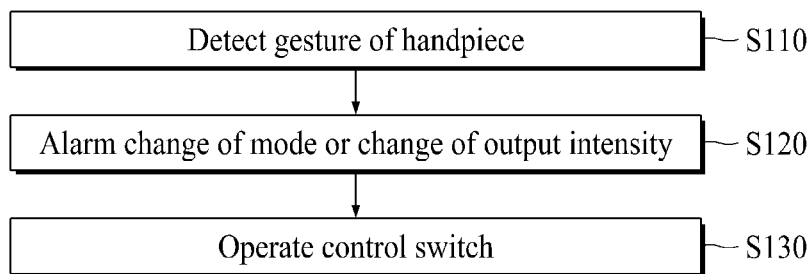 Detect gesture of handpiece S110
Alarm change of mode or change of output intensity S120
Operate control switch S130